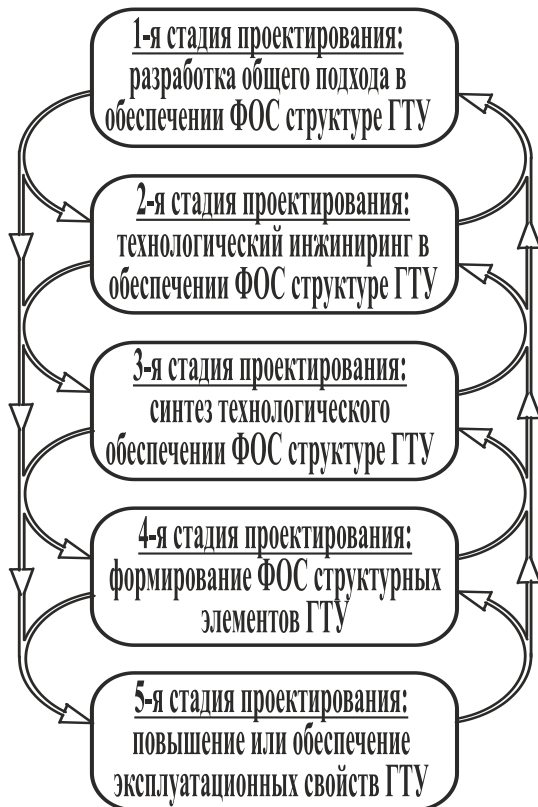 1-я стадия проектирования:
разработка общего подхода в
обеспечении ФОС структуре ГТУ
2-я стадия проектирования:
технологический инжиниринг в
обеспечении ФОС структуре ГТУ
3-я стадия проектирования:
синтез технологического
обеспечении ФОС структуре ГТУ
4-я стадия проектирования:
формирование ФОС структурных
элементов ГТУ
5-я стадия проектирования:
повышение или обеспечение
эксплуатационных свойств ГТУ